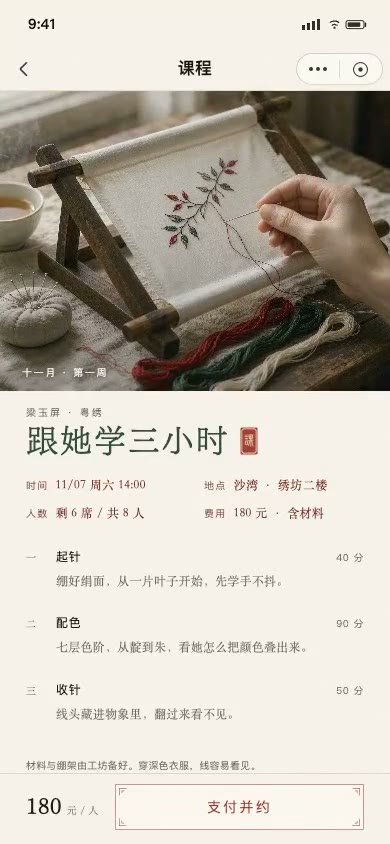 9:41
课程
十一月 · 第一周
梁玉屏 · 粤绣
跟她学三小时 課
时间 11/07 周六 14:00 地点 沙湾 · 绣坊二楼
人数 剩 6 席 / 共 8 人 费用 180 元 · 含材料
一 起针 40 分
绷好绢面，从一片叶子开始，先学手不抖。
二 配色 90 分
七层色阶，从靛到朱，看她怎么把颜色叠出来。
三 收针 50 分
线头藏进物象里，翻过来看不见。
材料与绷架由工坊备好。穿深色衣服，线容易看见。
180 元 / 人 支付并约